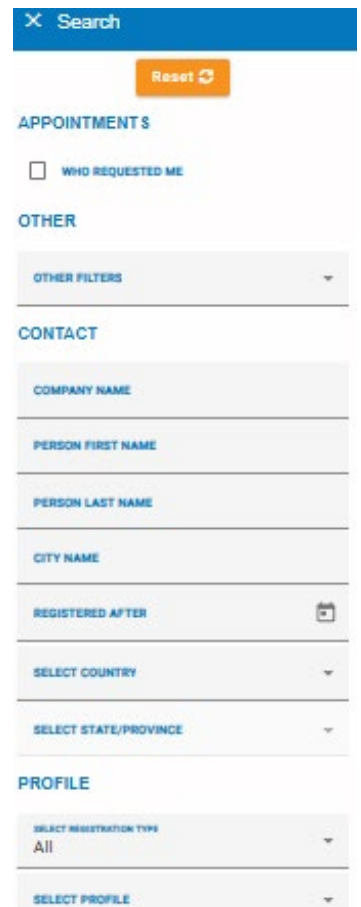 × Search
Reset
APPOINTMENTS
WHO REQUESTED ME
OTHER
OTHER FILTERS
CONTACT
COMPANY NAME
PERSON FIRST NAME
PERSON LAST NAME
CITY NAME
REGISTERED AFTER
SELECT COUNTRY
SELECT STATE/PROVINCE
PROFILE
SELECT REGISTRATION TYPE
All
SELECT PROFILE